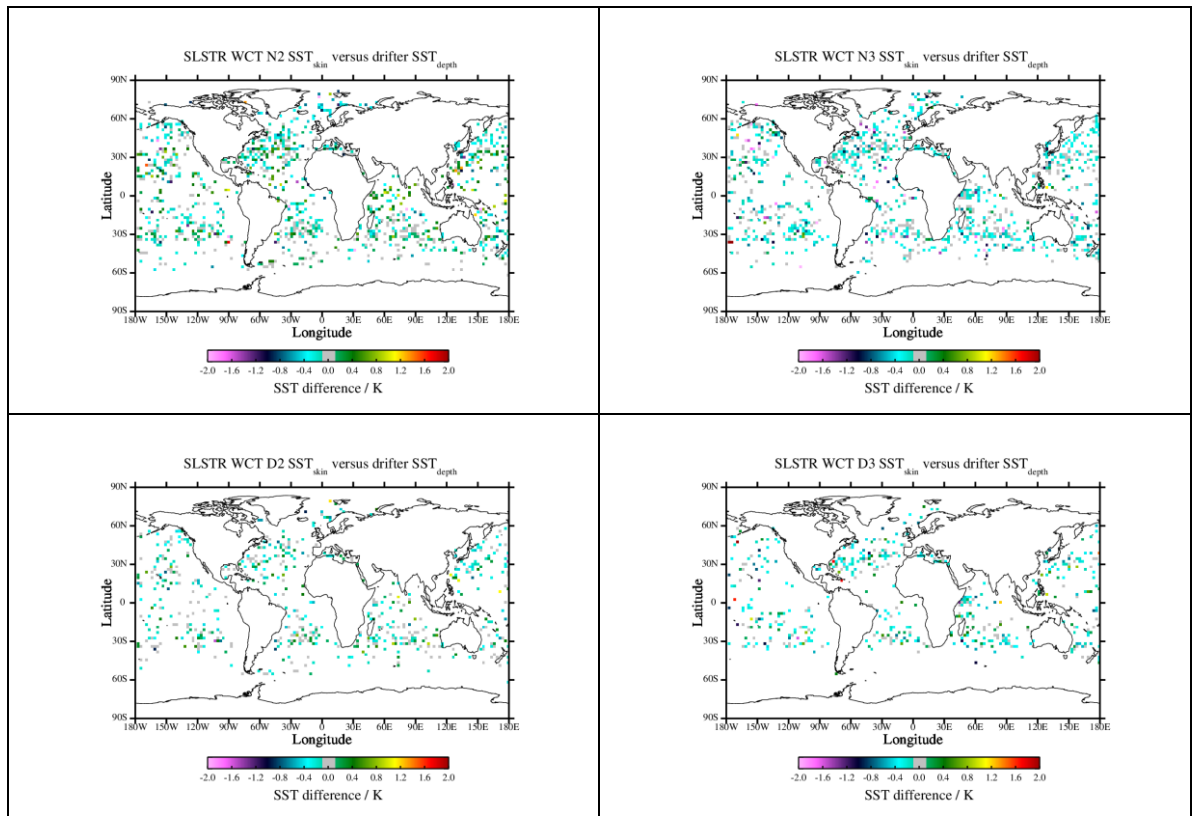 SLSTR WCT N2 SST_skin versus drifter SST_depth
90N
60N
30N
0
30S
60S
90S
Latitude
180W 150W 120W 90W 60W 30W 0 30E 60E 90E 120E 150E 180E
Longitude
-2.0 -1.6 -1.2 -0.8 -0.4 0.0 0.4 0.8 1.2 1.6 2.0
SST difference / K
SLSTR WCT N3 SST_skin versus drifter SST_depth
90N
60N
30N
0
30S
60S
90S
Latitude
180W 150W 120W 90W 60W 30W 0 30E 60E 90E 120E 150E 180E
Longitude
-2.0 -1.6 -1.2 -0.8 -0.4 0.0 0.4 0.8 1.2 1.6 2.0
SST difference / K
SLSTR WCT D2 SST_skin versus drifter SST_depth
90N
60N
30N
0
30S
60S
90S
Latitude
180W 150W 120W 90W 60W 30W 0 30E 60E 90E 120E 150E 180E
Longitude
-2.0 -1.6 -1.2 -0.8 -0.4 0.0 0.4 0.8 1.2 1.6 2.0
SST difference / K
SLSTR WCT D3 SST_skin versus drifter SST_depth
90N
60N
30N
0
30S
60S
90S
Latitude
180W 150W 120W 90W 60W 30W 0 30E 60E 90E 120E 150E 180E
Longitude
-2.0 -1.6 -1.2 -0.8 -0.4 0.0 0.4 0.8 1.2 1.6 2.0
SST difference / K